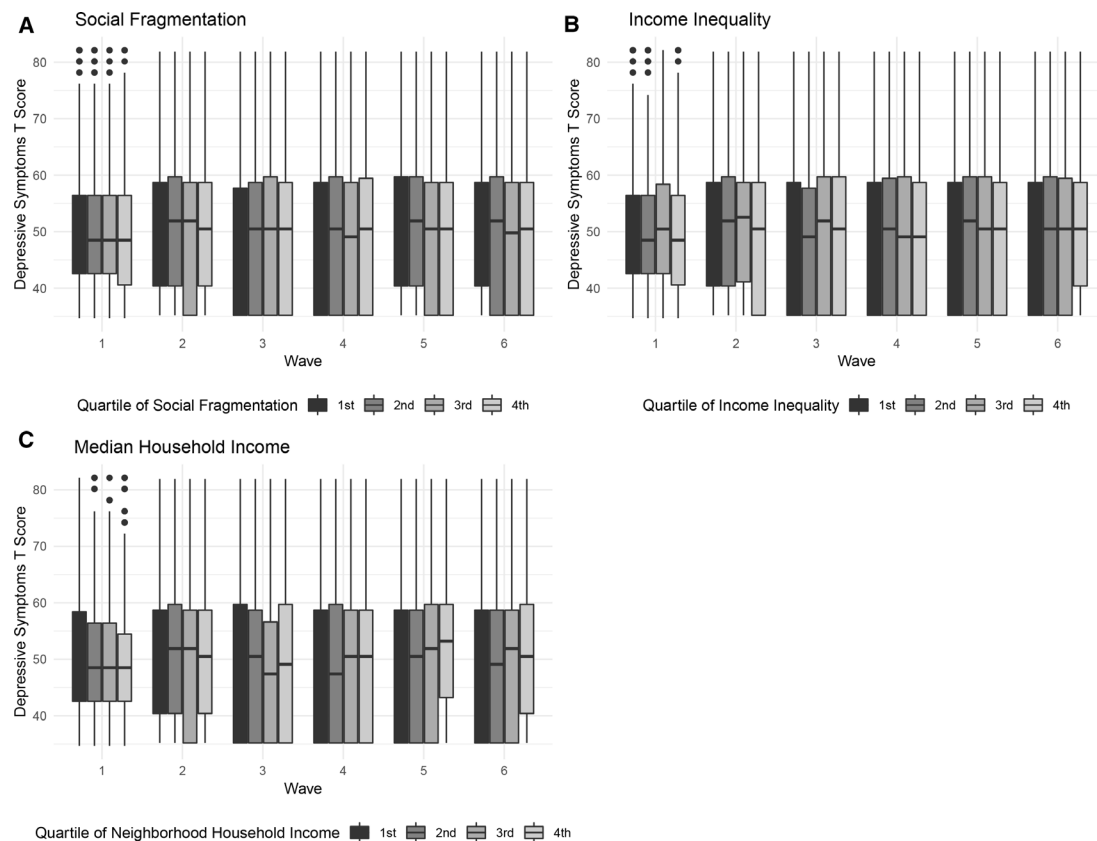 A Social Fragmentation
Depressive Symptoms T Score
80
70
60
50
40
1 2 3 4 5 6
Wave
Quartile of Social Fragmentation 1st 2nd 3rd 4th
B Income Inequality
Depressive Symptoms T Score
80
70
60
50
40
1 2 3 4 5 6
Wave
Quartile of Income Inequality 1st 2nd 3rd 4th
C Median Household Income
Depressive Symptoms T Score
80
70
60
50
40
1 2 3 4 5 6
Wave
Quartile of Neighborhood Household Income 1st 2nd 3rd 4th